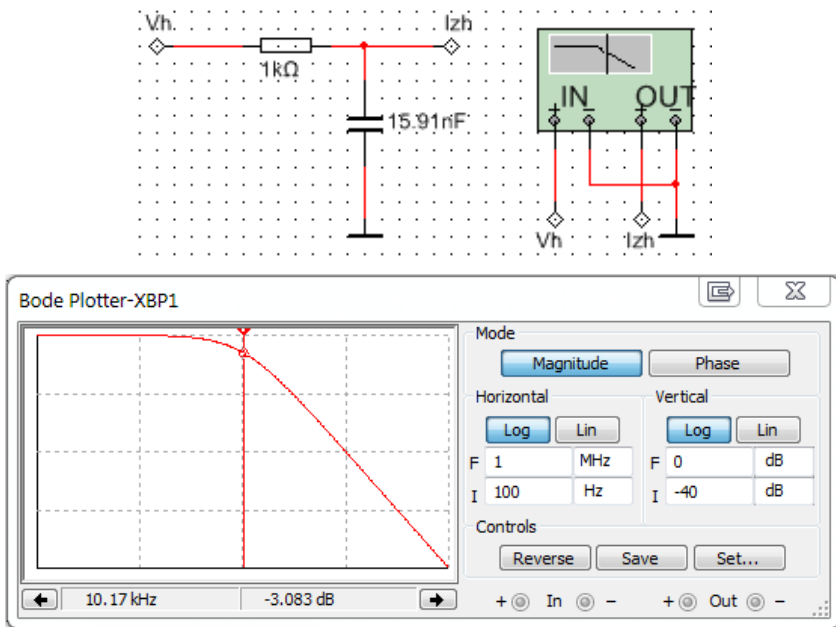 Vh. Izh
1kΩ
15.91nF
IN OUT
+ − + −
Vh Izh
Bode Plotter-XBP1
Mode
Magnitude Phase
Horizontal Vertical
Log Lin Log Lin
F 1 MHz F 0 dB
I 100 Hz I -40 dB
Controls
Reverse Save Set...
10.17 kHz -3.083 dB + In − + Out −